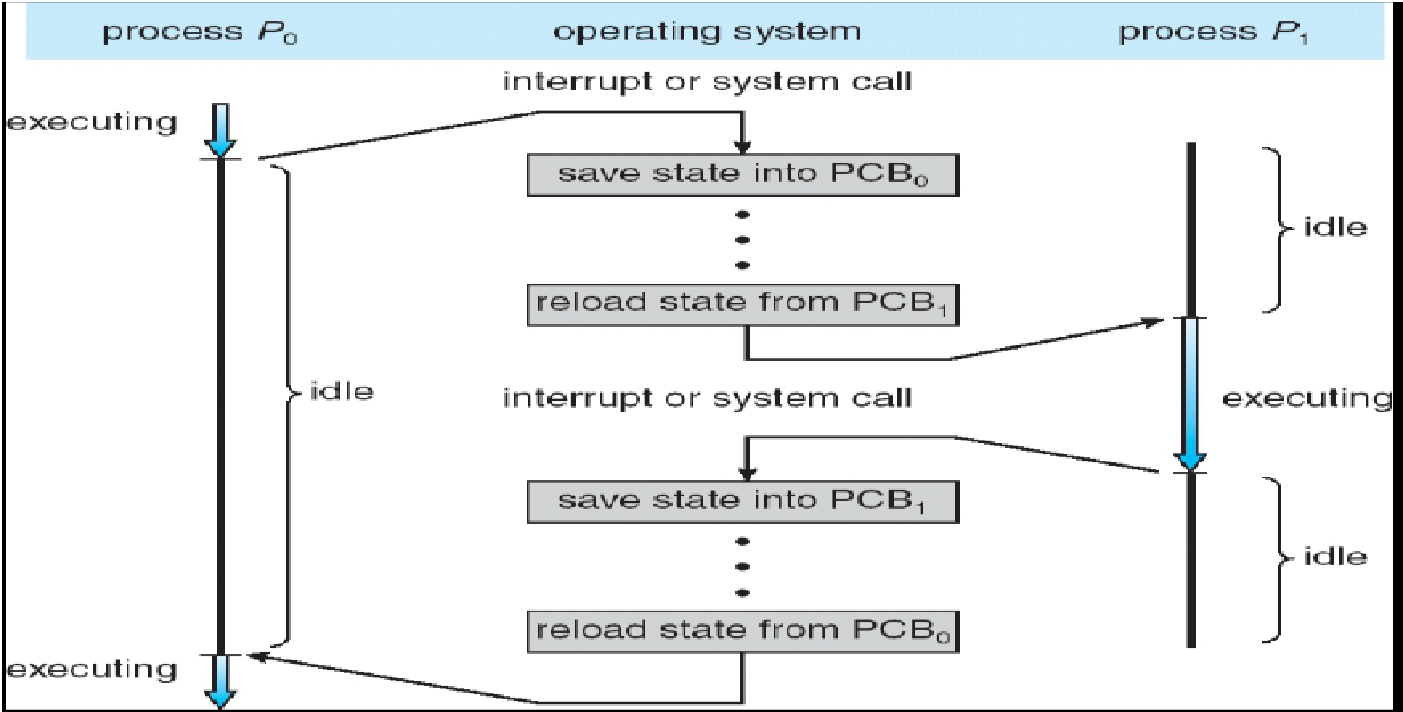 process P0 operating system process P1
interrupt or system call
executing
save state into PCB0
idle
reload state from PCB1
idle
interrupt or system call
executing
save state into PCB1
idle
reload state from PCB0
executing